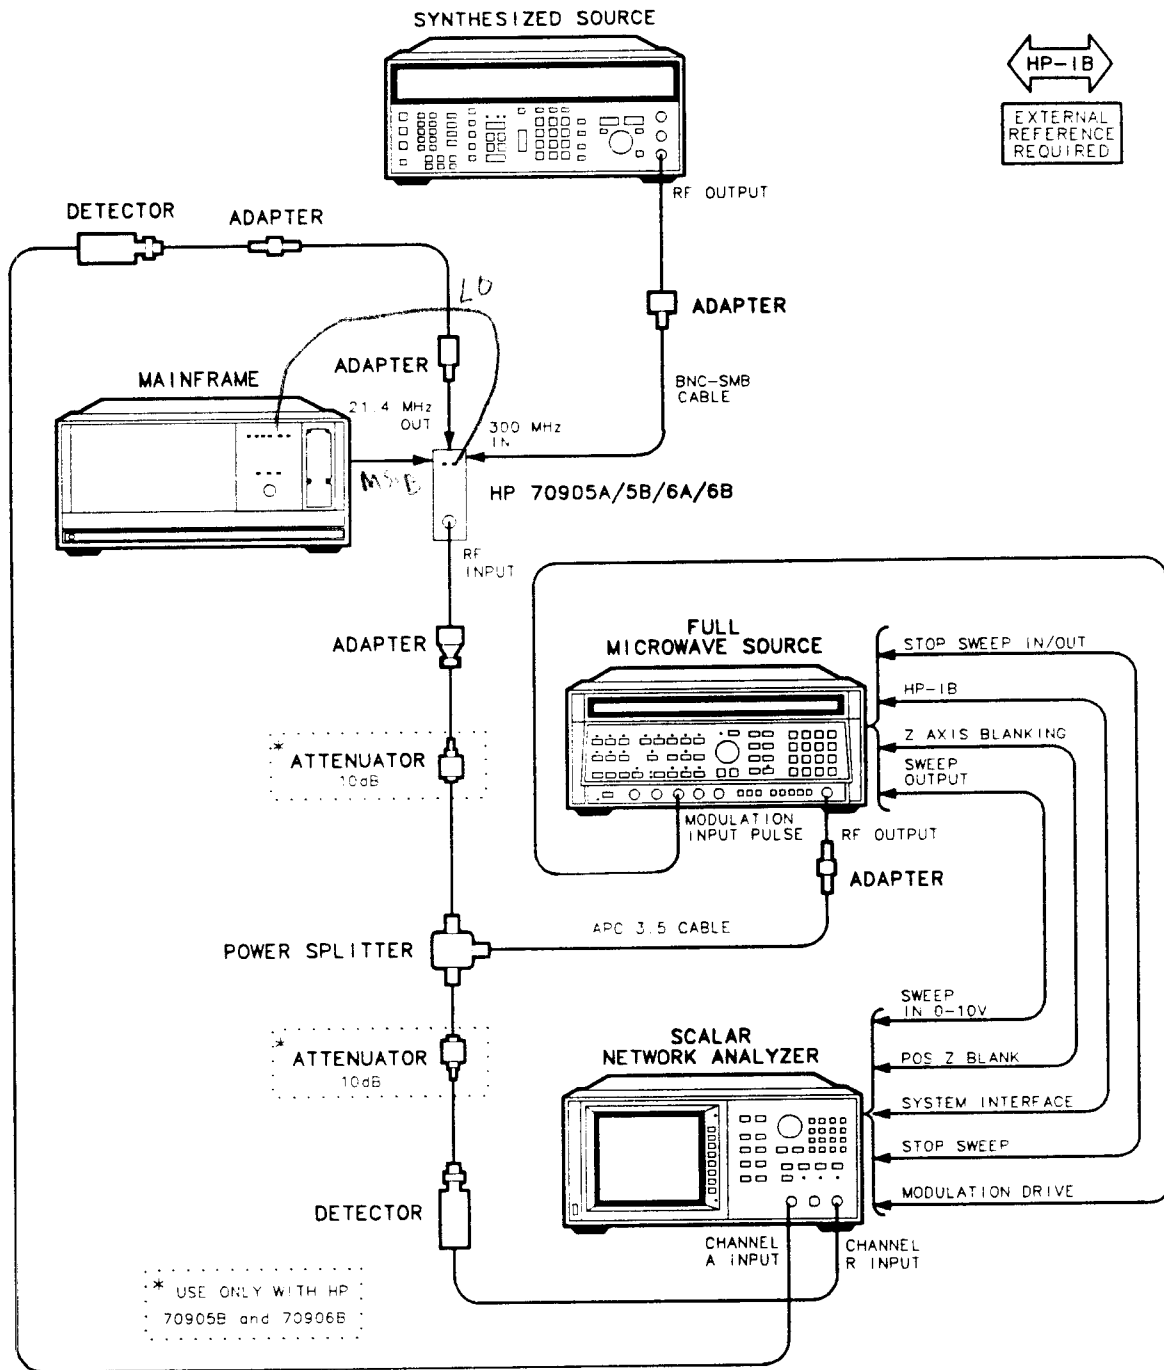 SYNTHESIZED SOURCE
HP-IB
EXTERNAL
REFERENCE
REQUIRED
RF OUTPUT
DETECTOR
ADAPTER
LO
ADAPTER
ADAPTER
MAINFRAME
BNC-SMB
CABLE
21.4 MHz
OUT
300 MHz
IN
MSIB
HP 70905A/5B/6A/6B
RF
INPUT
FULL
MICROWAVE SOURCE
STOP SWEEP IN/OUT
ADAPTER
HP-IB
Z AXIS BLANKING
SWEEP
OUTPUT
* ATTENUATOR
10dB
MODULATION
INPUT PULSE
RF OUTPUT
ADAPTER
APC 3.5 CABLE
POWER SPLITTER
SWEEP
IN 0-10V
SCALAR
NETWORK ANALYZER
* ATTENUATOR
10dB
POS Z BLANK
SYSTEM INTERFACE
STOP SWEEP
MODULATION DRIVE
DETECTOR
CHANNEL
A INPUT
CHANNEL
R INPUT
* USE ONLY WITH HP
70905B and 70906B